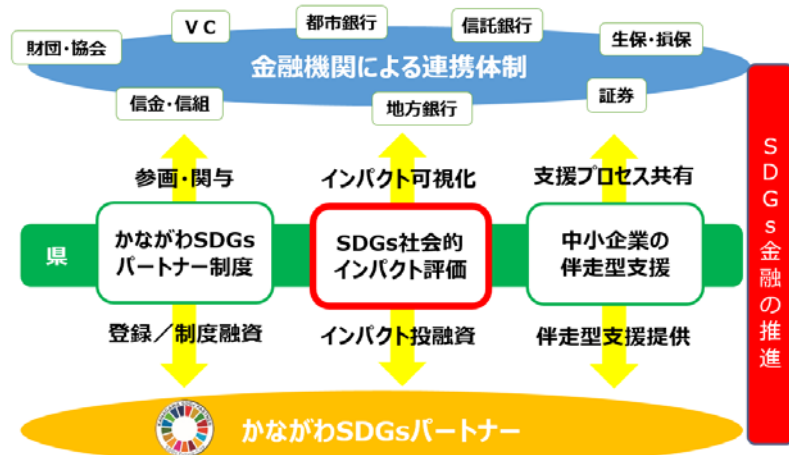 財団・協会
VC
都市銀行
信託銀行
生保・損保
金融機関による連携体制
信金・信組
地方銀行
証券
参画・関与
インパクト可視化
支援プロセス共有
県
かながわSDGs
パートナー制度
SDGs社会的
インパクト評価
中小企業の
伴走型支援
登録／制度融資
インパクト投融資
伴走型支援提供
かながわSDGsパートナー
SDGs金融の推進